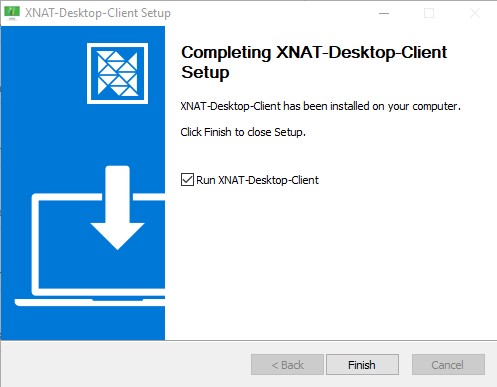 XNAT-Desktop-Client Setup
Completing XNAT-Desktop-Client
Setup
XNAT-Desktop-Client has been installed on your computer.
Click Finish to close Setup.
Run XNAT-Desktop-Client
< Back
Finish
Cancel